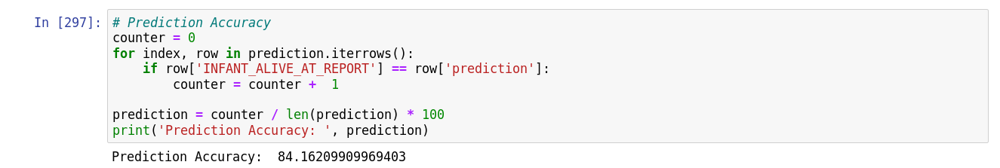 In [297]: # Prediction Accuracy
counter = 0
for index, row in prediction.iterrows():
    if row['INFANT_ALIVE_AT_REPORT'] == row['prediction']:
        counter = counter +  1

prediction = counter / len(prediction) * 100
print('Prediction Accuracy: ', prediction)
Prediction Accuracy:  84.16209909969403